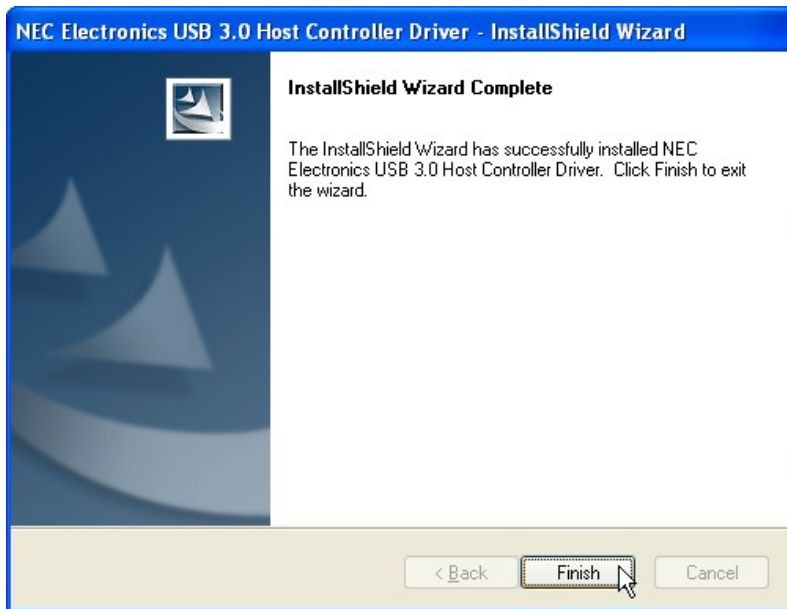 NEC Electronics USB 3.0 Host Controller Driver - InstallShield Wizard
InstallShield Wizard Complete
The InstallShield Wizard has successfully installed NEC
Electronics USB 3.0 Host Controller Driver. Click Finish to exit
the wizard.
< Back Finish Cancel